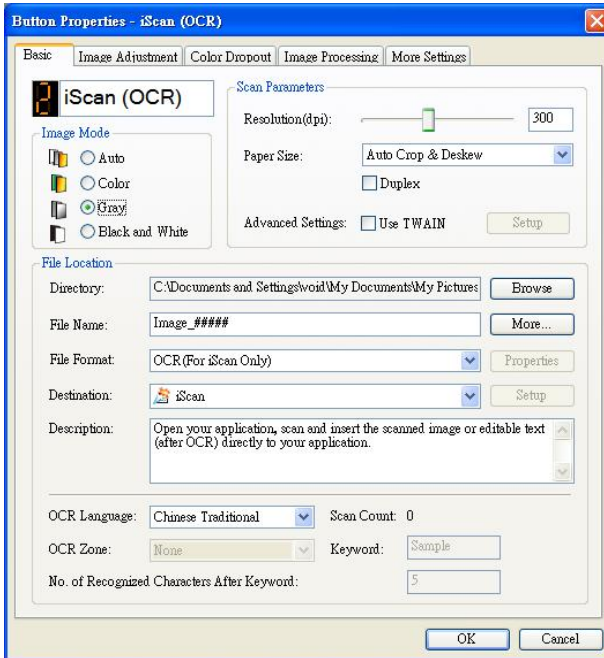 Button Properties - iScan (OCR)
Basic Image Adjustment Color Dropout Image Processing More Settings
2 iScan (OCR)
Image Mode
Auto
Color
Gray
Black and White
Scan Parameters
Resolution(dpi): 300
Paper Size: Auto Crop & Deskew
Duplex
Advanced Settings: Use TWAIN Setup
File Location
Directory: C:\Documents and Settings\void\My Documents\My Pictures Browse
File Name: Image_##### More...
File Format: OCR(For iScan Only) Properties
Destination: iScan Setup
Description: Open your application, scan and insert the scanned image or editable text
(after OCR) directly to your application.
OCR Language: Chinese Traditional Scan Count: 0
OCR Zone: None Keyword: Sample
No. of Recognized Characters After Keyword: 5
OK Cancel